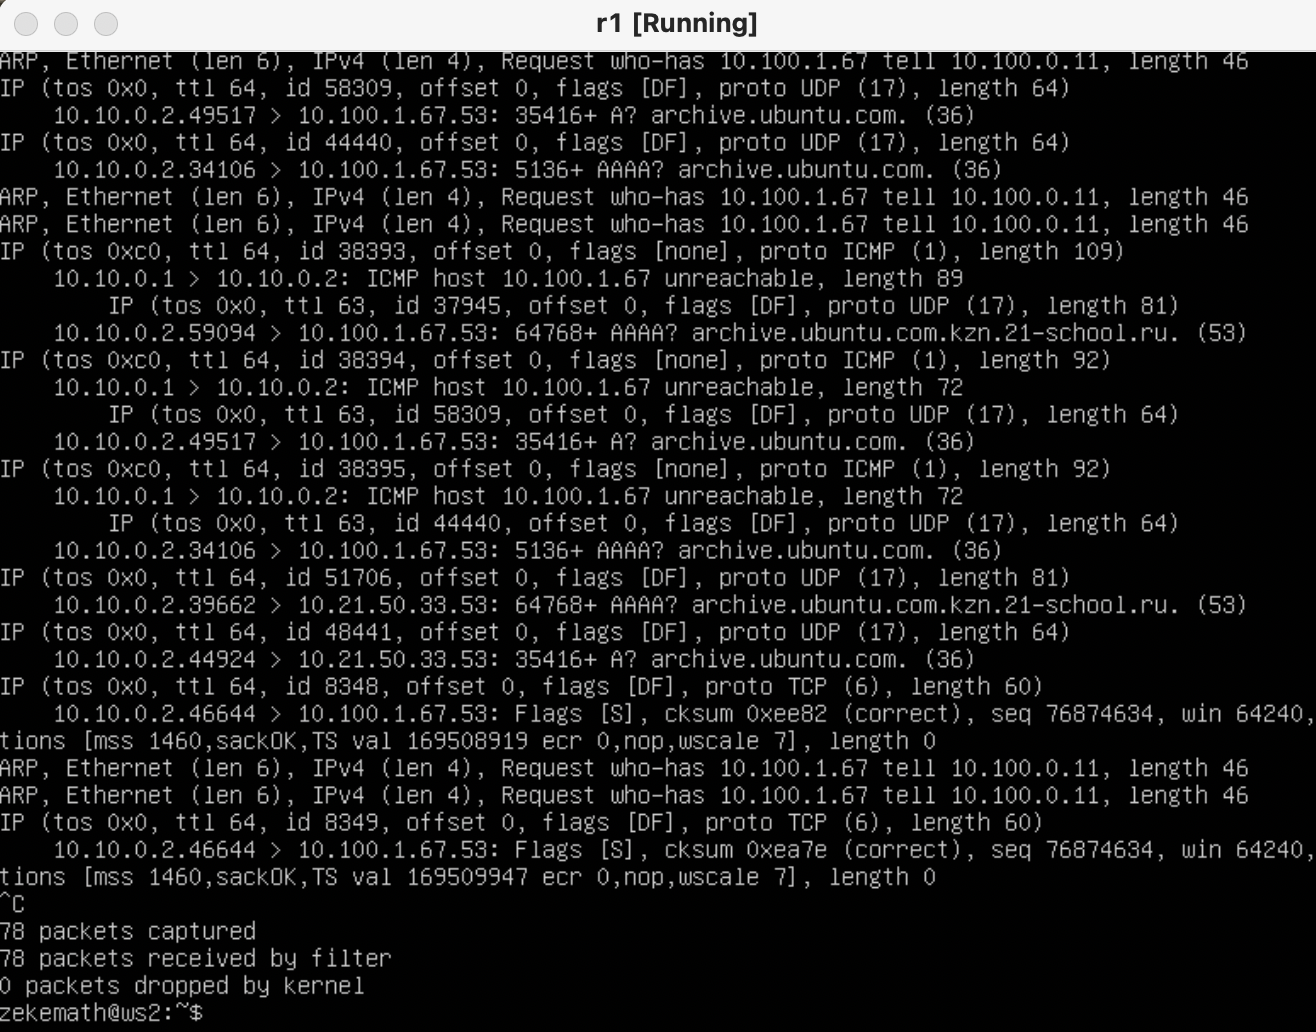 r1 [Running]
ARP, Ethernet (len 6), IPv4 (len 4), Request who-has 10.100.1.67 tell 10.100.0.11, length 46
IP (tos 0x0, ttl 64, id 58309, offset 0, flags [DF], proto UDP (17), length 64)
    10.10.0.2.49517 > 10.100.1.67.53: 35416+ A? archive.ubuntu.com. (36)
IP (tos 0x0, ttl 64, id 44440, offset 0, flags [DF], proto UDP (17), length 64)
    10.10.0.2.34106 > 10.100.1.67.53: 5136+ AAAA? archive.ubuntu.com. (36)
ARP, Ethernet (len 6), IPv4 (len 4), Request who-has 10.100.1.67 tell 10.100.0.11, length 46
ARP, Ethernet (len 6), IPv4 (len 4), Request who-has 10.100.1.67 tell 10.100.0.11, length 46
IP (tos 0xc0, ttl 64, id 38393, offset 0, flags [none], proto ICMP (1), length 109)
    10.10.0.1 > 10.10.0.2: ICMP host 10.100.1.67 unreachable, length 89
        IP (tos 0x0, ttl 63, id 37945, offset 0, flags [DF], proto UDP (17), length 81)
    10.10.0.2.59094 > 10.100.1.67.53: 64768+ AAAA? archive.ubuntu.com.kzn.21-school.ru. (53)
IP (tos 0xc0, ttl 64, id 38394, offset 0, flags [none], proto ICMP (1), length 92)
    10.10.0.1 > 10.10.0.2: ICMP host 10.100.1.67 unreachable, length 72
        IP (tos 0x0, ttl 63, id 58309, offset 0, flags [DF], proto UDP (17), length 64)
    10.10.0.2.49517 > 10.100.1.67.53: 35416+ A? archive.ubuntu.com. (36)
IP (tos 0xc0, ttl 64, id 38395, offset 0, flags [none], proto ICMP (1), length 92)
    10.10.0.1 > 10.10.0.2: ICMP host 10.100.1.67 unreachable, length 72
        IP (tos 0x0, ttl 63, id 44440, offset 0, flags [DF], proto UDP (17), length 64)
    10.10.0.2.34106 > 10.100.1.67.53: 5136+ AAAA? archive.ubuntu.com. (36)
IP (tos 0x0, ttl 64, id 51706, offset 0, flags [DF], proto UDP (17), length 81)
    10.10.0.2.39662 > 10.21.50.33.53: 64768+ AAAA? archive.ubuntu.com.kzn.21-school.ru. (53)
IP (tos 0x0, ttl 64, id 48441, offset 0, flags [DF], proto UDP (17), length 64)
    10.10.0.2.44924 > 10.21.50.33.53: 35416+ A? archive.ubuntu.com. (36)
IP (tos 0x0, ttl 64, id 8348, offset 0, flags [DF], proto TCP (6), length 60)
    10.10.0.2.46644 > 10.100.1.67.53: Flags [S], cksum 0xee82 (correct), seq 76874634, win 64240,
tions [mss 1460,sackOK,TS val 169508919 ecr 0,nop,wscale 7], length 0
ARP, Ethernet (len 6), IPv4 (len 4), Request who-has 10.100.1.67 tell 10.100.0.11, length 46
ARP, Ethernet (len 6), IPv4 (len 4), Request who-has 10.100.1.67 tell 10.100.0.11, length 46
IP (tos 0x0, ttl 64, id 8349, offset 0, flags [DF], proto TCP (6), length 60)
    10.10.0.2.46644 > 10.100.1.67.53: Flags [S], cksum 0xea7e (correct), seq 76874634, win 64240,
tions [mss 1460,sackOK,TS val 169509947 ecr 0,nop,wscale 7], length 0
^C
78 packets captured
78 packets received by filter
0 packets dropped by kernel
zekemath@ws2:~$